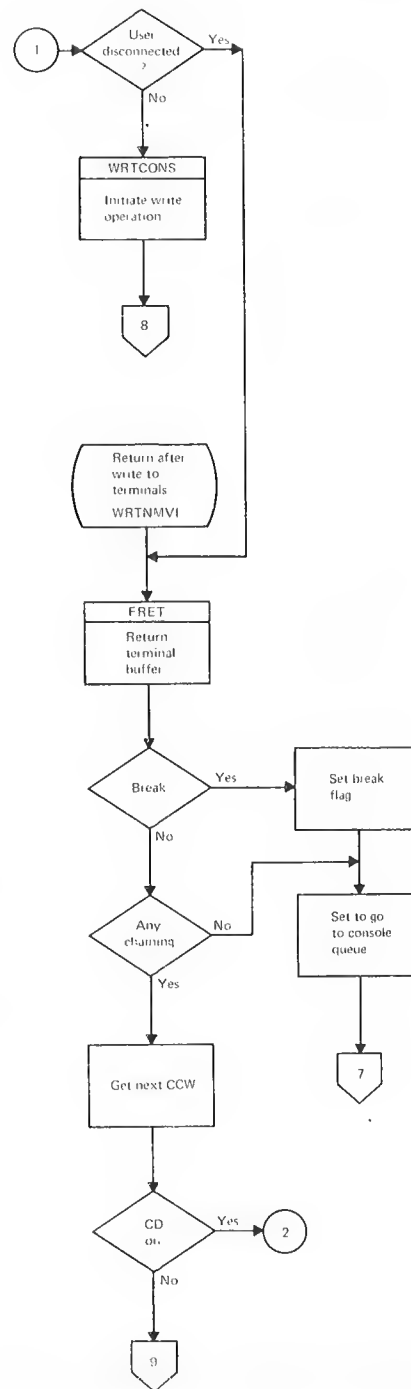 1
User
disconnected
?
Yes
No
WRTCONS
Initiate write
operation
8
Return after
write to
terminals
WRTNMVI
FRET
Return
terminal
buffer
Break
Yes
Set break
flag
No
Any
chaining
No
Set to go
to console
queue
Yes
7
Get next CCW
CD
on
Yes
2
No
9